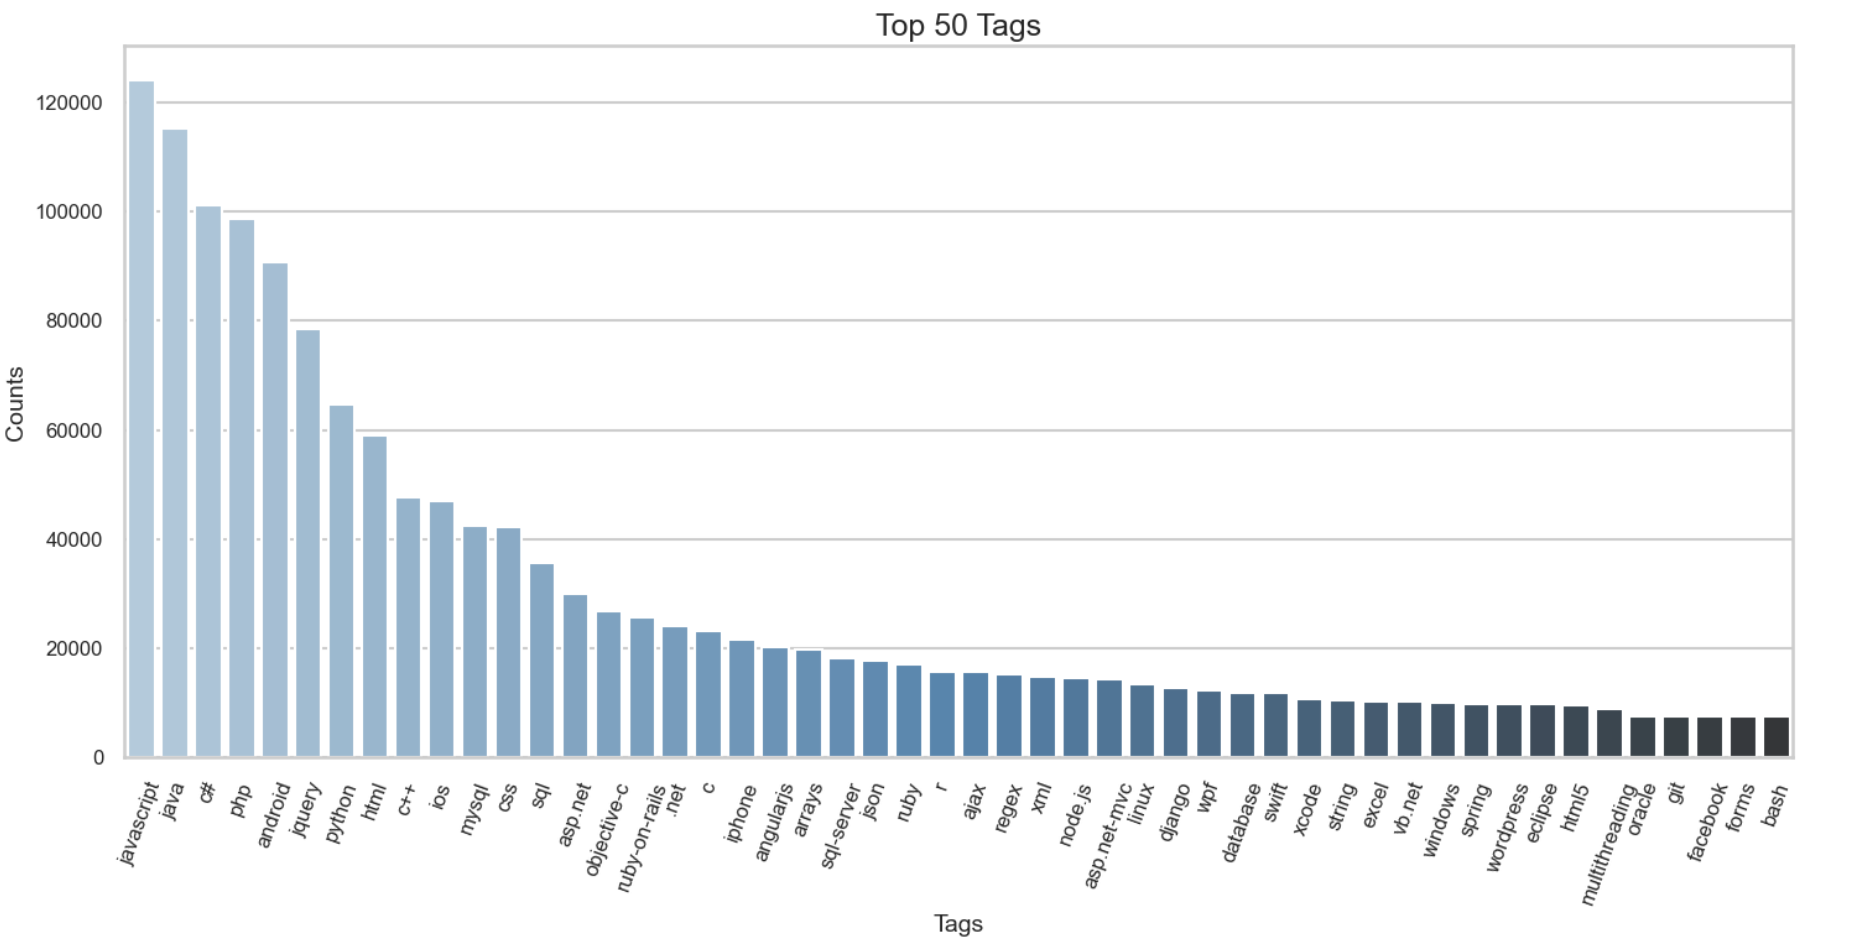 Top 50 Tags
Counts
120000
100000
80000
60000
40000
20000
0
javascript
java
c#
php
android
jquery
python
html
c++
ios
mysql
css
sql
asp.net
objective-c
ruby-on-rails
.net
c
iphone
angularjs
arrays
sql-server
json
ruby
r
ajax
regex
xml
node.js
asp.net-mvc
linux
django
wpf
database
swift
xcode
string
excel
vb.net
windows
spring
wordpress
eclipse
html5
multithreading
oracle
git
facebook
forms
bash
Tags